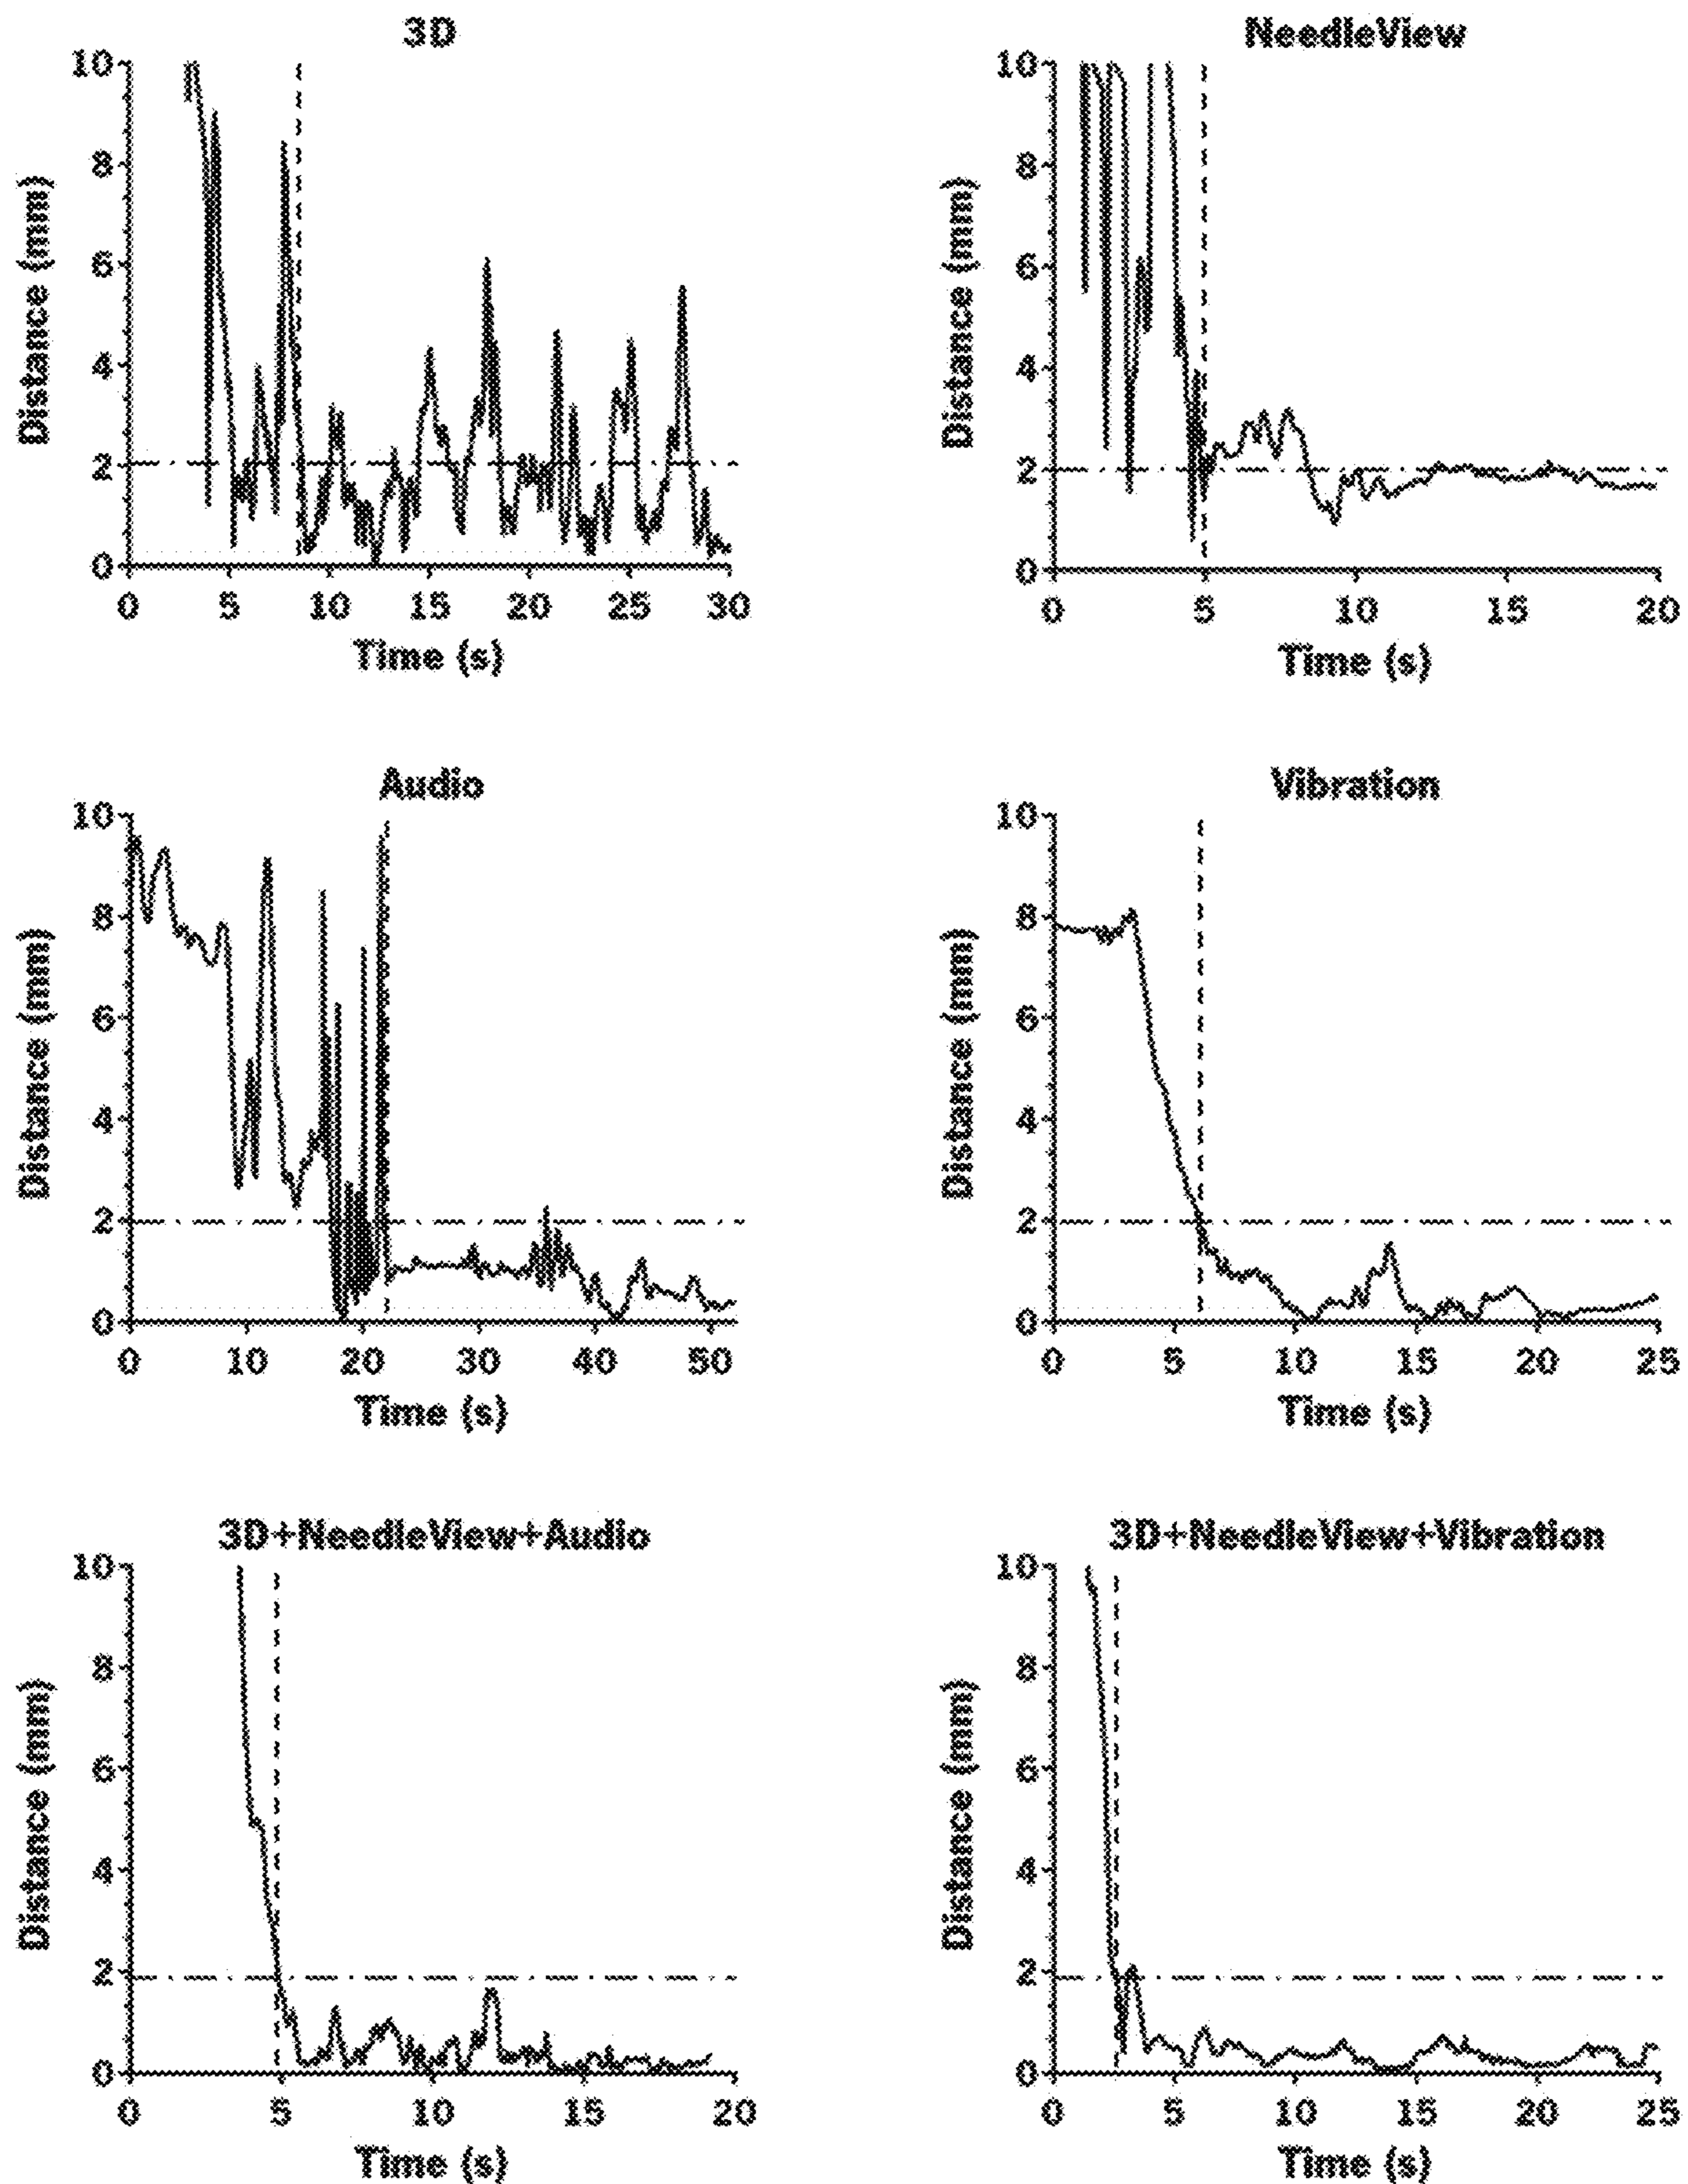 3D
10
8
6
4
2
0
Distance (mm)
0 5 10 15 20 25 30
Time (s)
NeedleView
10
8
6
4
2
0
Distance (mm)
0 5 10 15 20
Time (s)
Audio
10
8
6
4
2
0
Distance (mm)
0 10 20 30 40 50
Time (s)
Vibration
10
8
6
4
2
0
Distance (mm)
0 5 10 15 20 25
Time (s)
3D+NeedleView+Audio
10
8
6
4
2
0
Distance (mm)
0 5 10 15 20
Time (s)
3D+NeedleView+Vibration
10
8
6
4
2
0
Distance (mm)
0 5 10 15 20 25
Time (s)